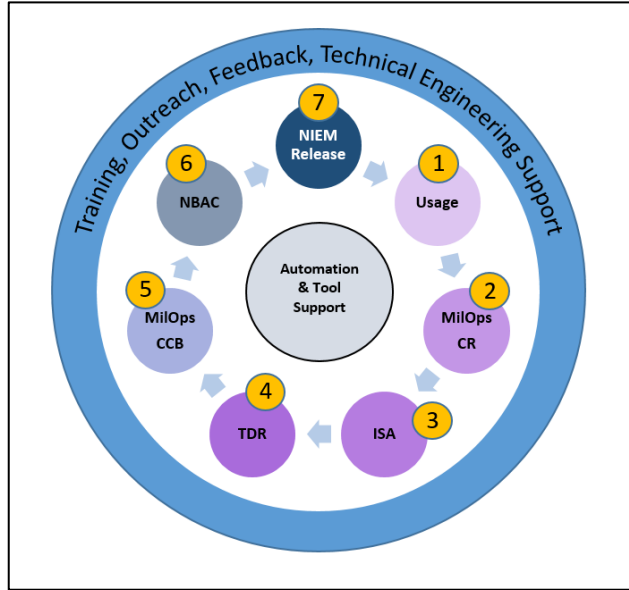 Training, Outreach, Feedback, Technical Engineering Support
7
NIEM
Release
1
Usage
2
MilOps
CR
3
ISA
4
TDR
5
MilOps
CCB
6
NBAC
Automation
& Tool
Support